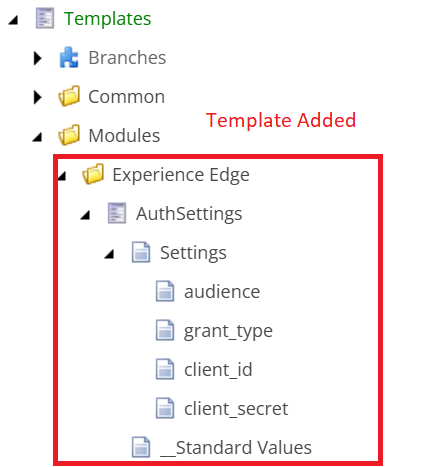 Templates
Branches
Common
Template Added
Modules
Experience Edge
AuthSettings
Settings
audience
grant_type
client_id
client_secret
__Standard Values